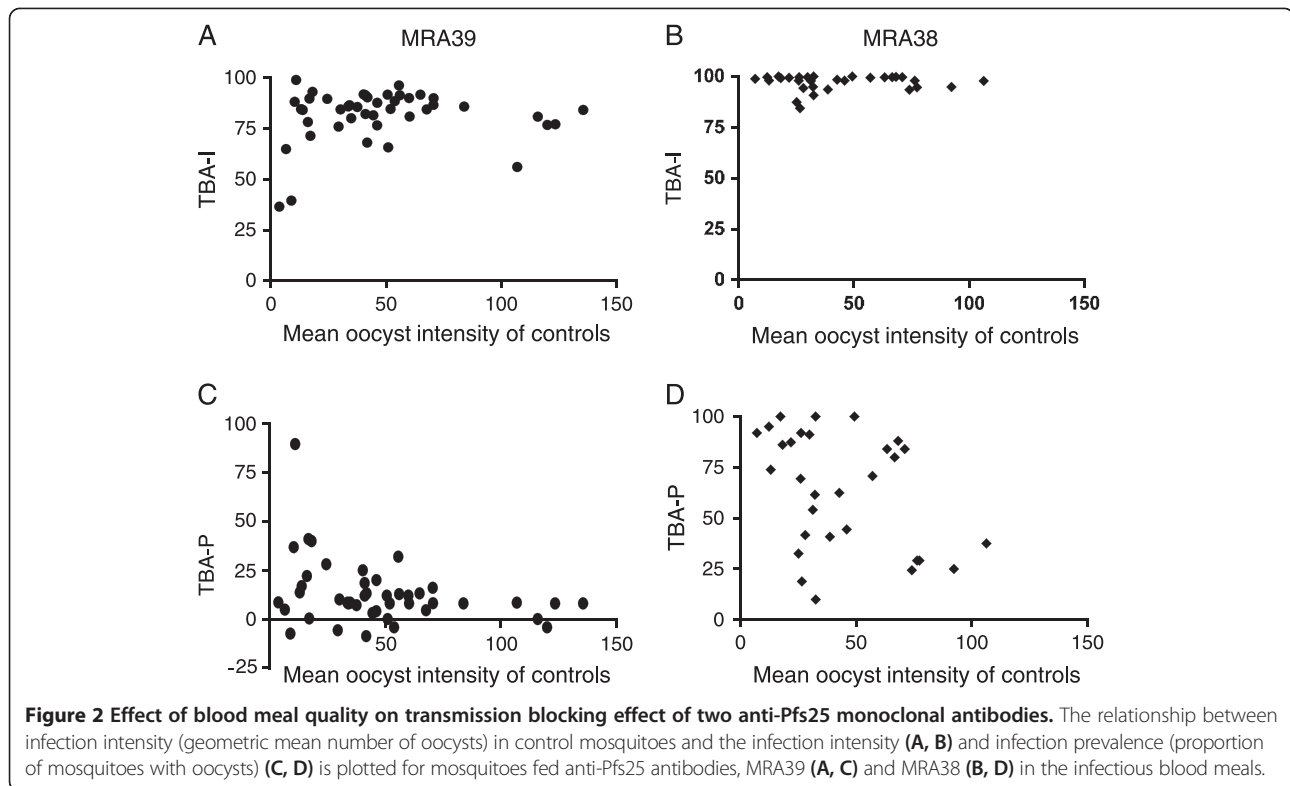 A
MRA39
100
75
50
25
0
TBA-I
0 50 100 150
Mean oocyst intensity of controls
B
MRA38
100
75
50
25
0
TBA-I
0 50 100 150
Mean oocyst intensity of controls
C
100
75
50
25
0
-25
TBA-P
50 100 150
Mean oocyst intensity of controls
D
100
75
50
25
0
TBA-P
0 50 100 150
Mean oocyst intensity of controls
Figure 2 Effect of blood meal quality on transmission blocking effect of two anti-Pfs25 monoclonal antibodies. The relationship between
infection intensity (geometric mean number of oocysts) in control mosquitoes and the infection intensity (A, B) and infection prevalence (proportion
of mosquitoes with oocysts) (C, D) is plotted for mosquitoes fed anti-Pfs25 antibodies, MRA39 (A, C) and MRA38 (B, D) in the infectious blood meals.